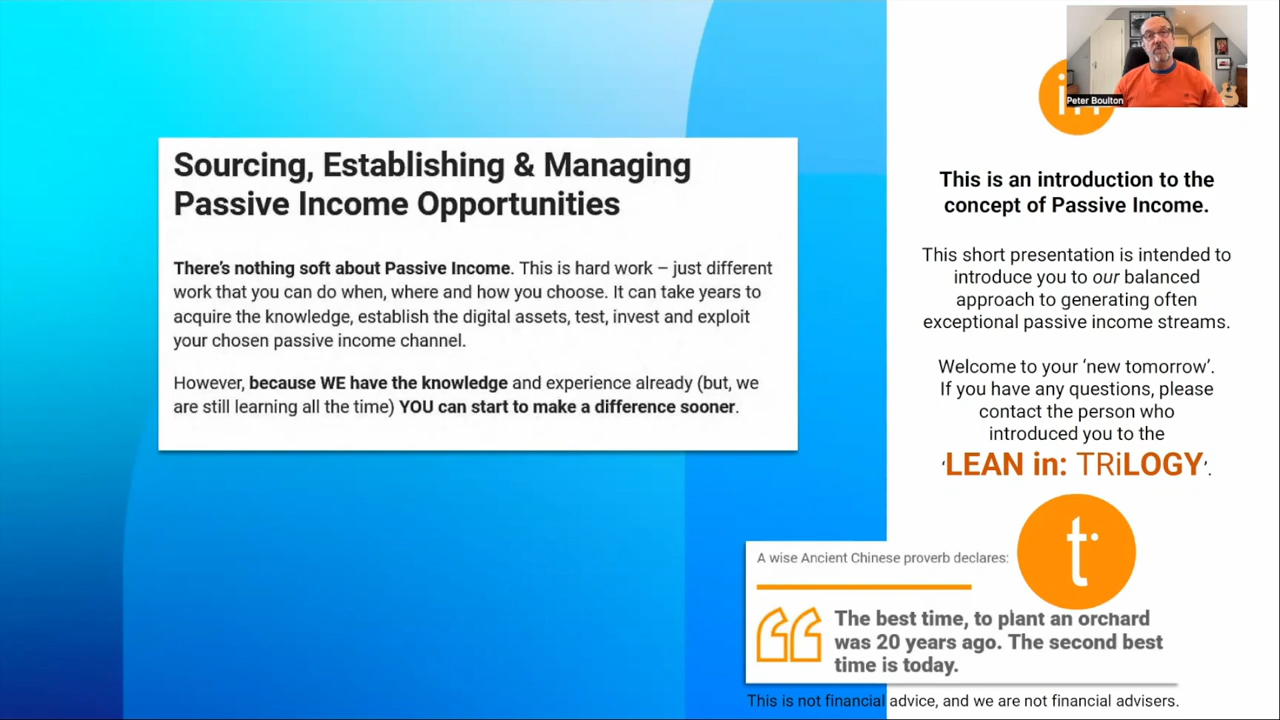 Sourcing, Establishing & Managing
Passive Income Opportunities
There's nothing soft about Passive Income. This is hard work – just different
work that you can do when, where and how you choose. It can take years to
acquire the knowledge, establish the digital assets, test, invest and exploit
your chosen passive income channel.
However, because WE have the knowledge and experience already (but, we
are still learning all the time) YOU can start to make a difference sooner.
Peter Boulton
This is an introduction to the
concept of Passive Income.
This short presentation is intended to
introduce you to our balanced
approach to generating often
exceptional passive income streams.
Welcome to your 'new tomorrow'.
If you have any questions, please
contact the person who
introduced you to the
'LEAN in: TRiLOGY'.
t
A wise Ancient Chinese proverb declares:
The best time, to plant an orchard
was 20 years ago. The second best
time is today.
This is not financial advice, and we are not financial advisers.